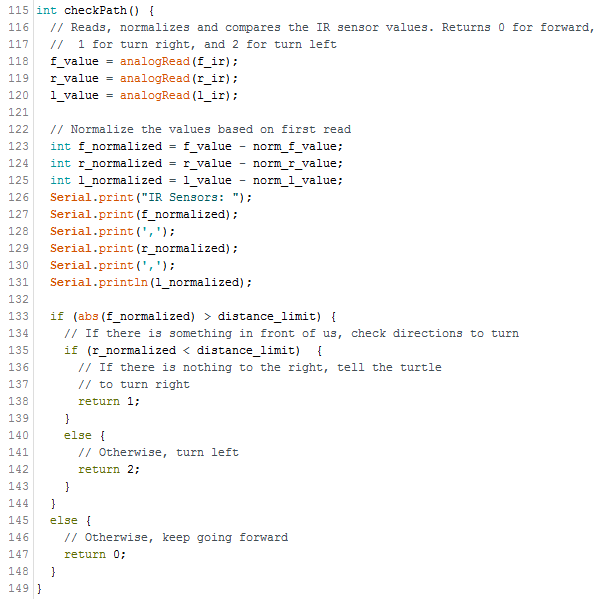 115 int checkPath() {
116   // Reads, normalizes and compares the IR sensor values. Returns 0 for forward,
117   //  1 for turn right, and 2 for turn left
118   f_value = analogRead(f_ir);
119   r_value = analogRead(r_ir);
120   l_value = analogRead(l_ir);
121
122   // Normalize the values based on first read
123   int f_normalized = f_value - norm_f_value;
124   int r_normalized = r_value - norm_r_value;
125   int l_normalized = l_value - norm_l_value;
126   Serial.print("IR Sensors: ");
127   Serial.print(f_normalized);
128   Serial.print(',');
129   Serial.print(r_normalized);
130   Serial.print(',');
131   Serial.println(l_normalized);
132
133   if (abs(f_normalized) > distance_limit) {
134     // If there is something in front of us, check directions to turn
135     if (r_normalized < distance_limit)  {
136       // If there is nothing to the right, tell the turtle
137       // to turn right
138       return 1;
139     }
140     else {
141       // Otherwise, turn left
142       return 2;
143     }
144   }
145   else {
146     // Otherwise, keep going forward
147     return 0;
148   }
149 }